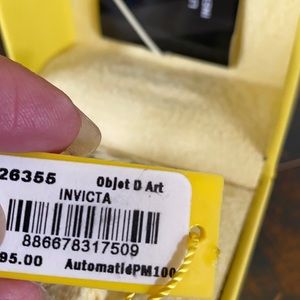 26355 Objet D Art
INVICTA
886678317509
95.00 AutomaticPM100